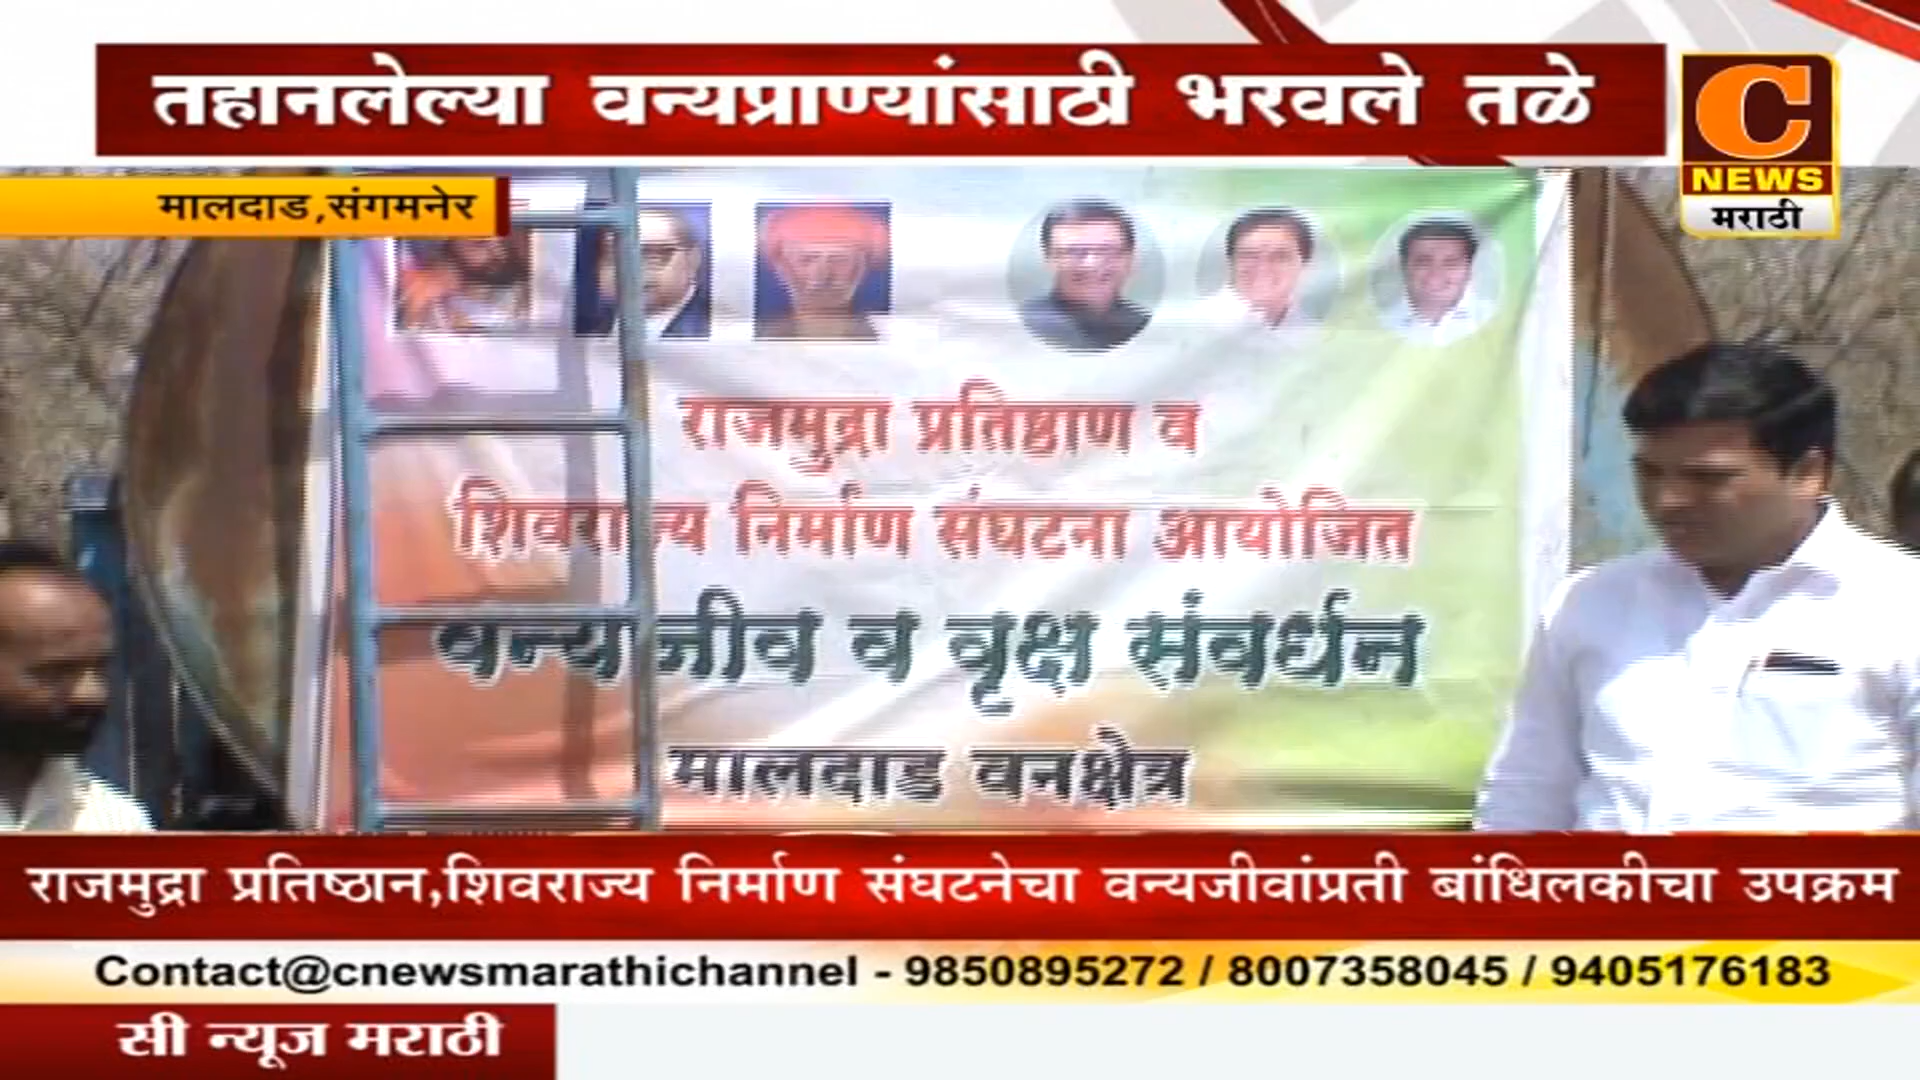 तहानलेल्या वन्यप्राण्यांसाठी भरवले तळे
C
NEWS
मराठी
मालदाड,संगमनेर
राजमुद्रा प्रतिष्ठाण व
शिवराज्य निर्माण संघटना आयोजित
वन्यजीव व वृक्ष संवर्धन
मालदाड वनक्षेत्र
राजमुद्रा प्रतिष्ठान,शिवराज्य निर्माण संघटनेचा वन्यजीवांप्रती बांधिलकीचा उपक्रम
Contact@cnewsmarathichannel - 9850895272 / 8007358045 / 9405176183
सी न्यूज मराठी